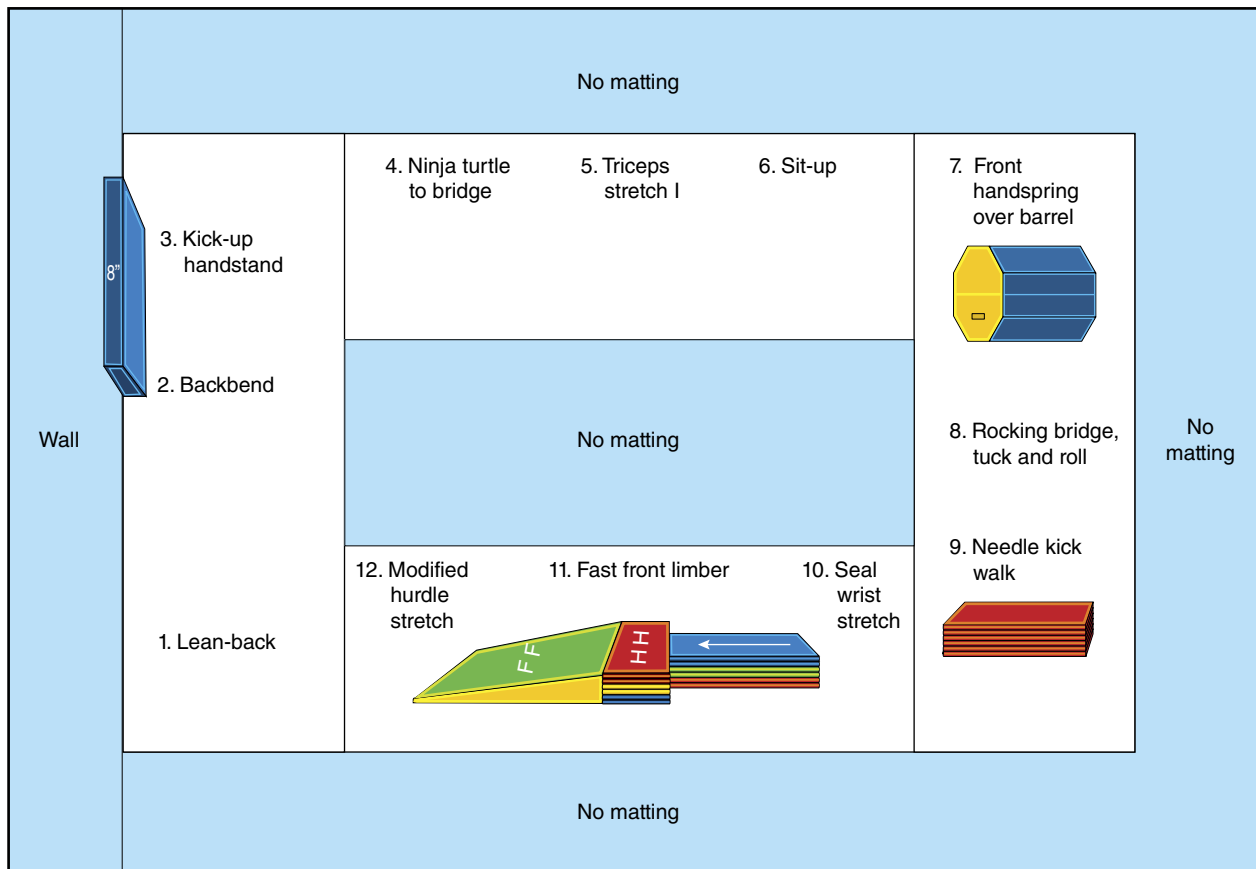 No matting
4. Ninja turtle
to bridge
5. Triceps
stretch I
6. Sit-up
7. Front
handspring
over barrel
3. Kick-up
handstand
8"
2. Backbend
Wall
No matting
8. Rocking bridge,
tuck and roll
No
matting
9. Needle kick
walk
12. Modified
hurdle
stretch
11. Fast front limber
10. Seal
wrist
stretch
1. Lean-back
F F
H H
No matting